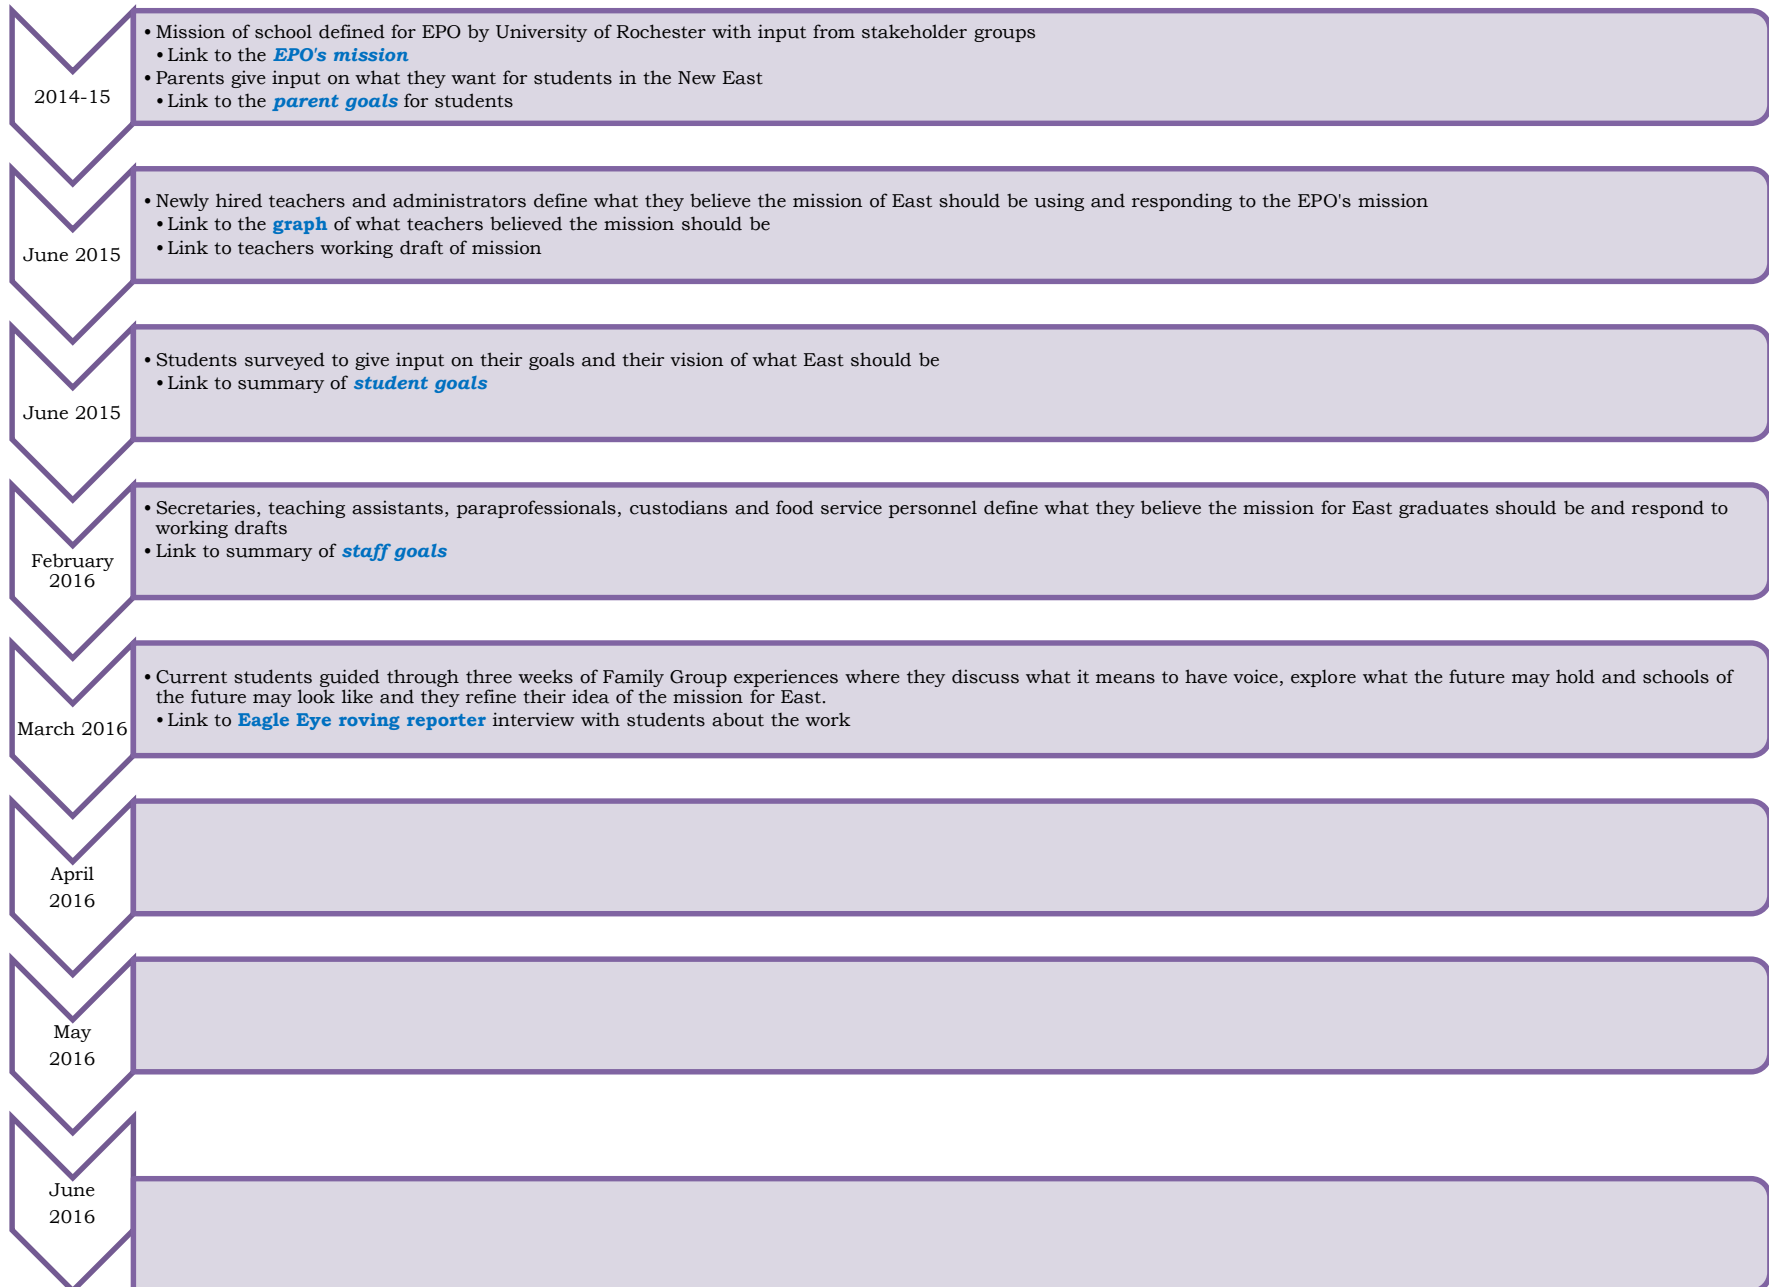 2014-15
• Mission of school defined for EPO by University of Rochester with input from stakeholder groups
• Link to the EPO's mission
• Parents give input on what they want for students in the New East
• Link to the parent goals for students
June 2015
• Newly hired teachers and administrators define what they believe the mission of East should be using and responding to the EPO's mission
• Link to the graph of what teachers believed the mission should be
• Link to teachers working draft of mission
June 2015
• Students surveyed to give input on their goals and their vision of what East should be
• Link to summary of student goals
February
2016
• Secretaries, teaching assistants, paraprofessionals, custodians and food service personnel define what they believe the mission for East graduates should be and respond to
working drafts
• Link to summary of staff goals
March 2016
• Current students guided through three weeks of Family Group experiences where they discuss what it means to have voice, explore what the future may hold and schools of
the future may look like and they refine their idea of the mission for East.
• Link to Eagle Eye roving reporter interview with students about the work
April
2016
May
2016
June
2016